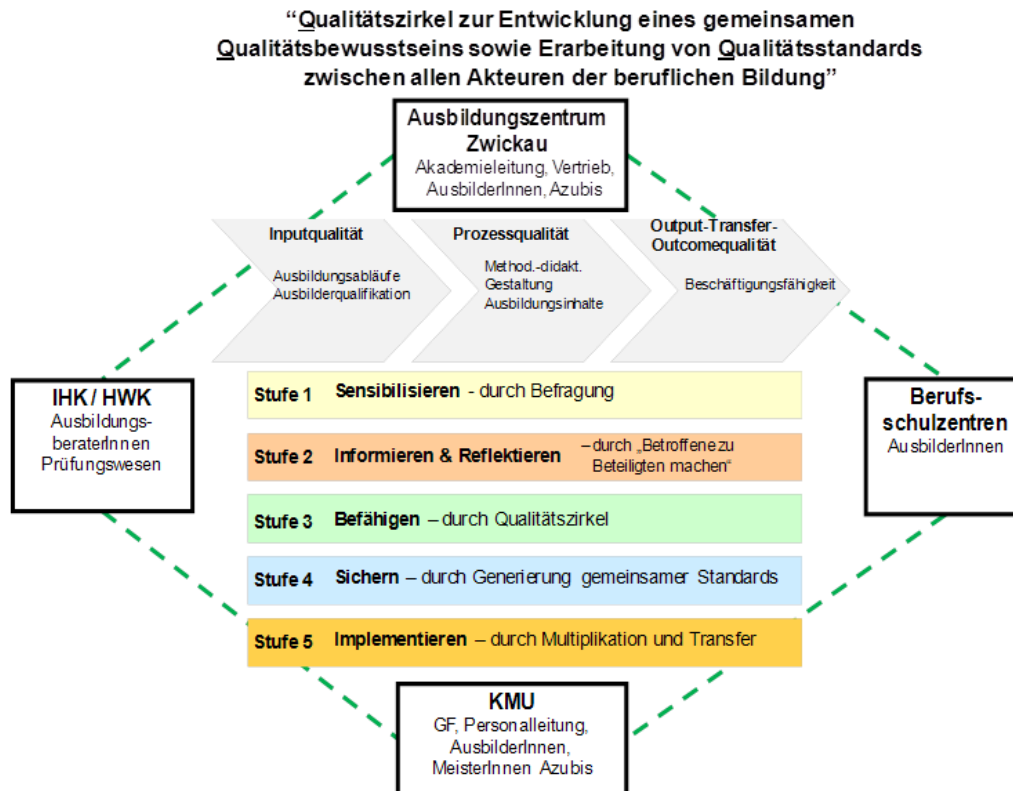 “Qualitätszirkel zur Entwicklung eines gemeinsamen
Qualitätsbewusstseins sowie Erarbeitung von Qualitätsstandards
zwischen allen Akteuren der beruflichen Bildung”
Ausbildungszentrum
Zwickau
Akademieleitung, Vertrieb,
AusbilderInnen, Azubis
Inputqualität
Ausbildungsabläufe
Ausbilderqualifikation
Prozessqualität
Method.-didakt.
Gestaltung
Ausbildungsinhalte
Output-Transfer-
Outcomequalität
Beschäftigungsfähigkeit
IHK / HWK
Ausbildungs-
beraterInnen
Prüfungswesen
Stufe 1 Sensibilisieren - durch Befragung
Stufe 2 Informieren & Reflektieren – durch „Betroffene zu
Beteiligten machen“
Stufe 3 Befähigen – durch Qualitätszirkel
Stufe 4 Sichern – durch Generierung gemeinsamer Standards
Stufe 5 Implementieren – durch Multiplikation und Transfer
Berufs-
schulzentren
AusbilderInnen
KMU
GF, Personalleitung,
AusbilderInnen,
MeisterInnen Azubis